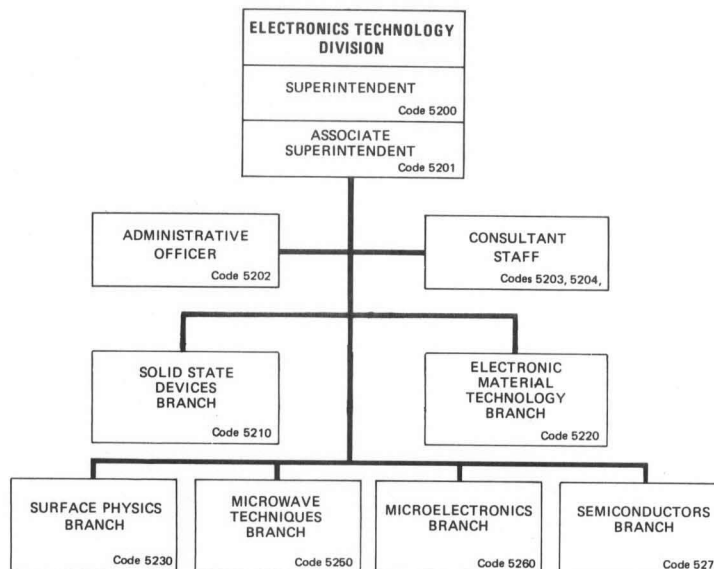 ELECTRONICS TECHNOLOGY
DIVISION
SUPERINTENDENT
Code 5200
ASSOCIATE
SUPERINTENDENT
Code 5201
ADMINISTRATIVE
OFFICER
Code 5202
CONSULTANT
STAFF
Codes 5203, 5204,
SOLID STATE
DEVICES
BRANCH
Code 5210
ELECTRONIC
MATERIAL
TECHNOLOGY
BRANCH
Code 5220
SURFACE PHYSICS
BRANCH
Code 5230
MICROWAVE
TECHNIQUES
BRANCH
Code 5250
MICROELECTRONICS
BRANCH
Code 5260
SEMICONDUCTORS
BRANCH
Code 527